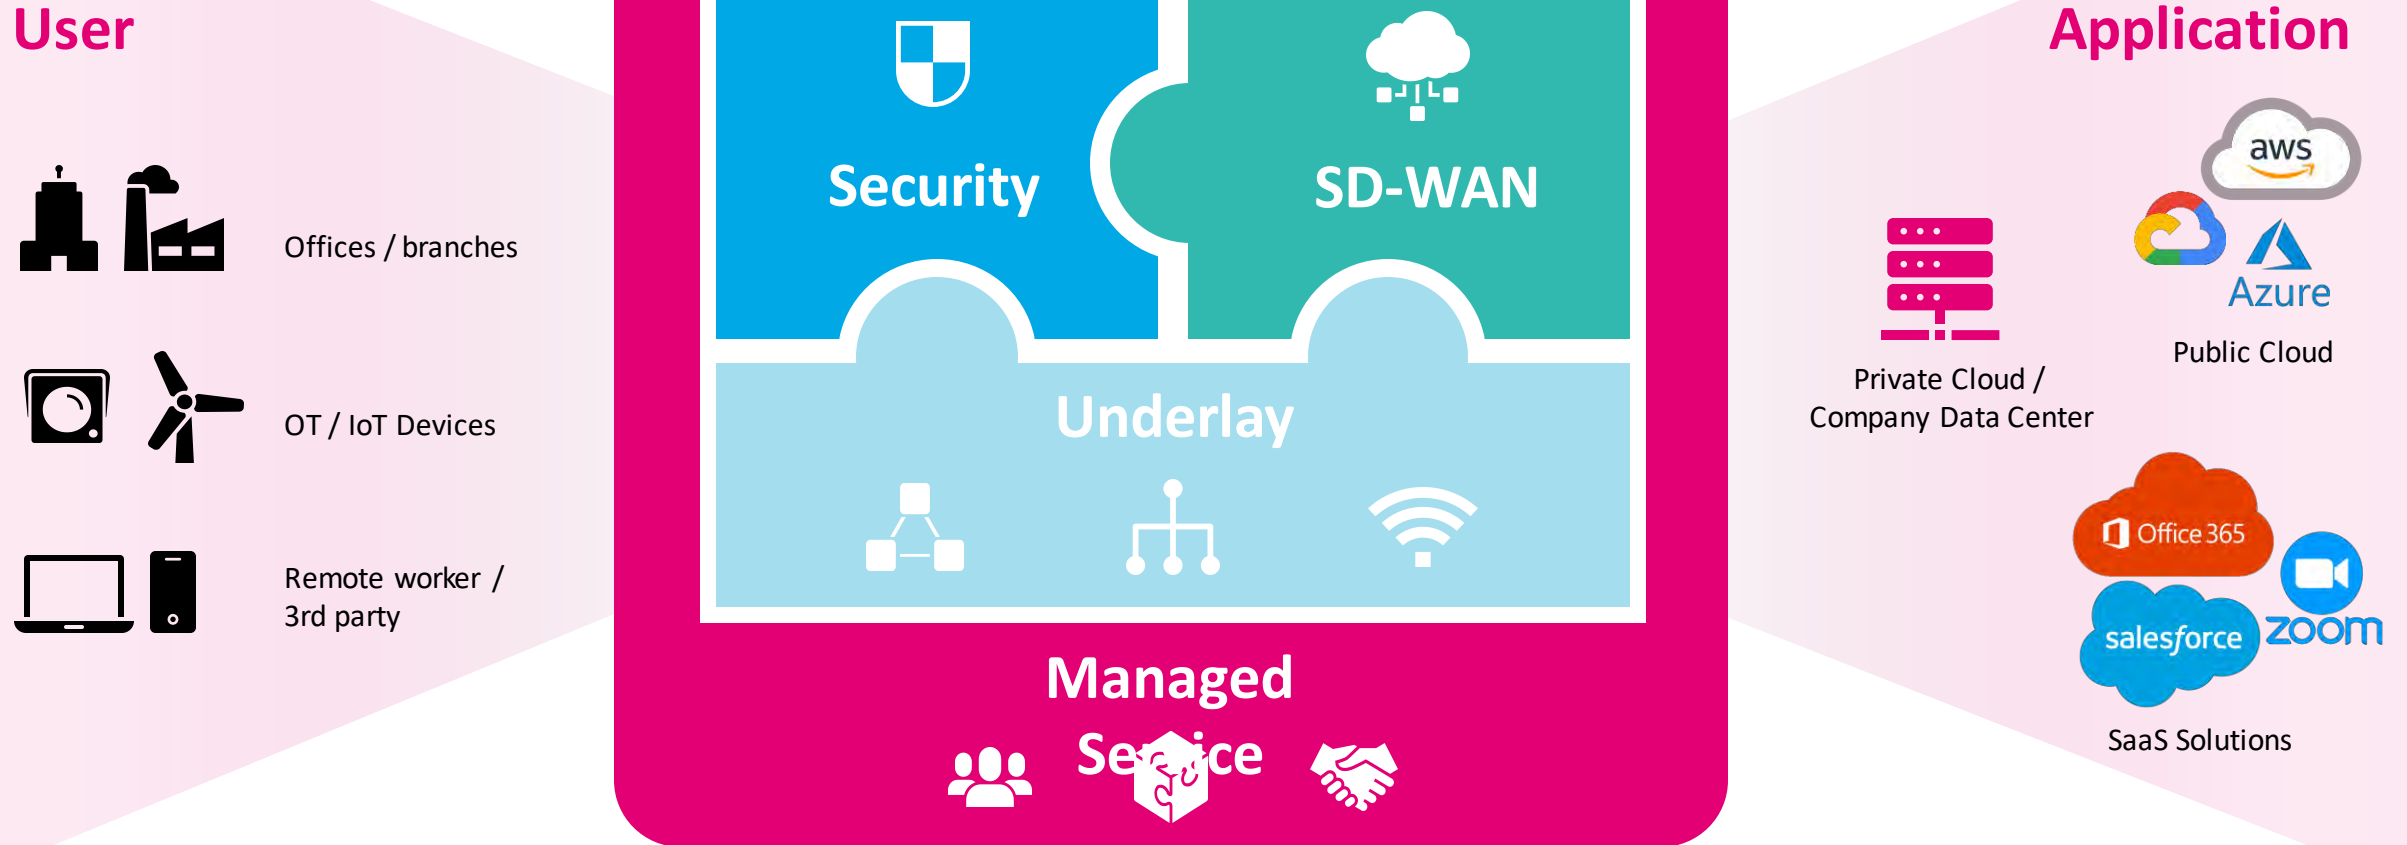 User
Offices / branches
OT / IoT Devices
Remote worker /
3rd party
Security
SD-WAN
Underlay
Managed
Service
Application
aws
Azure
Public Cloud
Private Cloud /
Company Data Center
Office 365
salesforce
zoom
SaaS Solutions